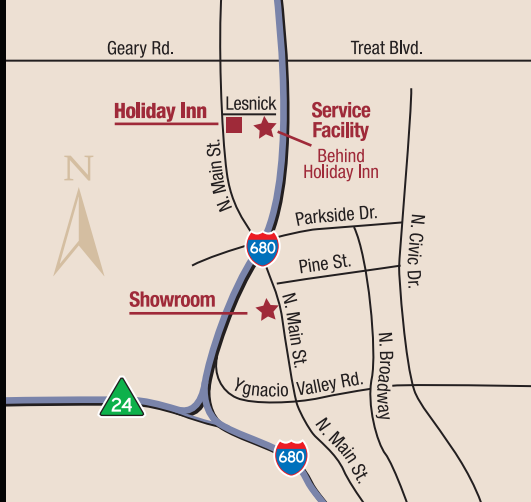 Geary Rd.
Treat Blvd.
Lesnick
Holiday Inn
Service
Facility
Behind
Holiday Inn
N. Main St.
N
Parkside Dr.
N. Civic Dr.
680
Pine St.
Showroom
N. Main St.
N. Broadway
Ygnacio Valley Rd.
24
N. Main St.
680